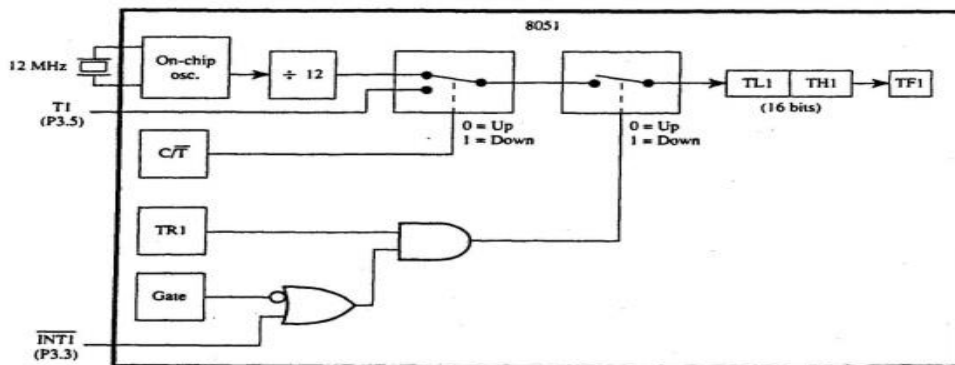 8051
12 MHz
On-chip
osc.
÷ 12
TL1
TH1
TF1
(16 bits)
T1
(P3.5)
0 = Up
1 = Down
0 = Up
1 = Down
C/T̅
TR1
Gate
I̅N̅T̅1̅
(P3.3)